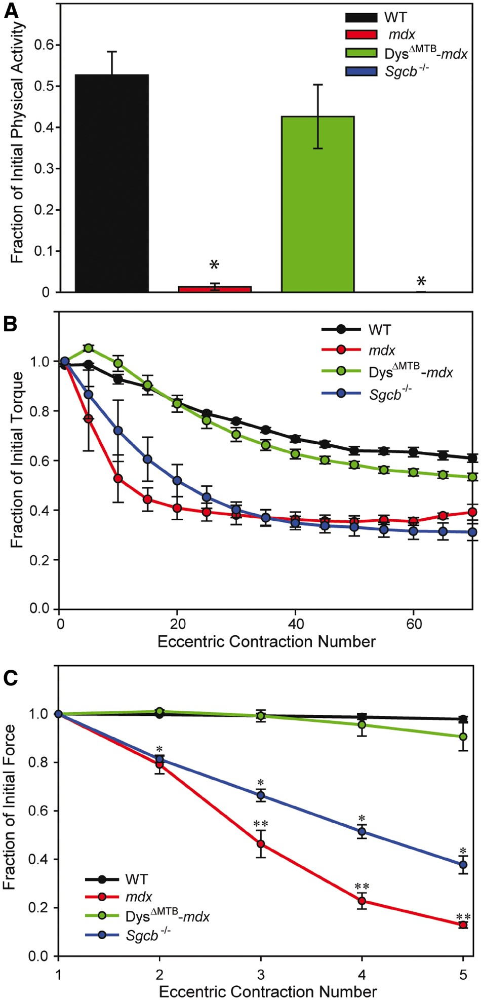 A
Fraction of Initial Physical Activity
0.6
0.5
0.4
0.3
0.2
0.1
0
WT
mdx
Dys^ΔMTB-mdx
Sgcb^-/-
*
*
B
Fraction of Initial Torque
1.0
0.8
0.6
0.4
0.2
0.0
WT
mdx
Dys^ΔMTB-mdx
Sgcb^-/-
0 20 40 60
Eccentric Contraction Number
C
Fraction of Initial Force
1.0
0.8
0.6
0.4
0.2
0.0
*
*
**
*
**
*
**
WT
mdx
Dys^ΔMTB-mdx
Sgcb^-/-
1 2 3 4 5
Eccentric Contraction Number